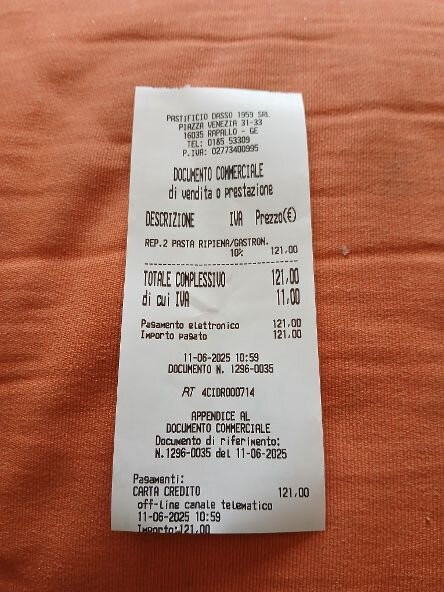 PASTIFICIO DASSO 1959 SRL
PIAZZA VENEZIA 31-33
16035 RAPALLO - GE
TEL: 0185 53309
P.IVA: 02773400995
DOCUMENTO COMMERCIALE
di vendita o prestazione
DESCRIZIONE IVA Prezzo(€)
REP.2 PASTA RIPIENA/GASTRON.
10% 121,00
TOTALE COMPLESSIVO 121,00
di cui IVA 11,00
Pagamento elettronico 121,00
Importo pagato 121,00
11-06-2025 10:59
DOCUMENTO N. 1296-0035
RT 4CIDR000714
APPENDICE AL
DOCUMENTO COMMERCIALE
Documento di riferimento:
N.1296-0035 del 11-06-2025
Pagamenti:
CARTA CREDITO 121,00
off-line canale telematico
11-06-2025 10:59
Importo:121,00